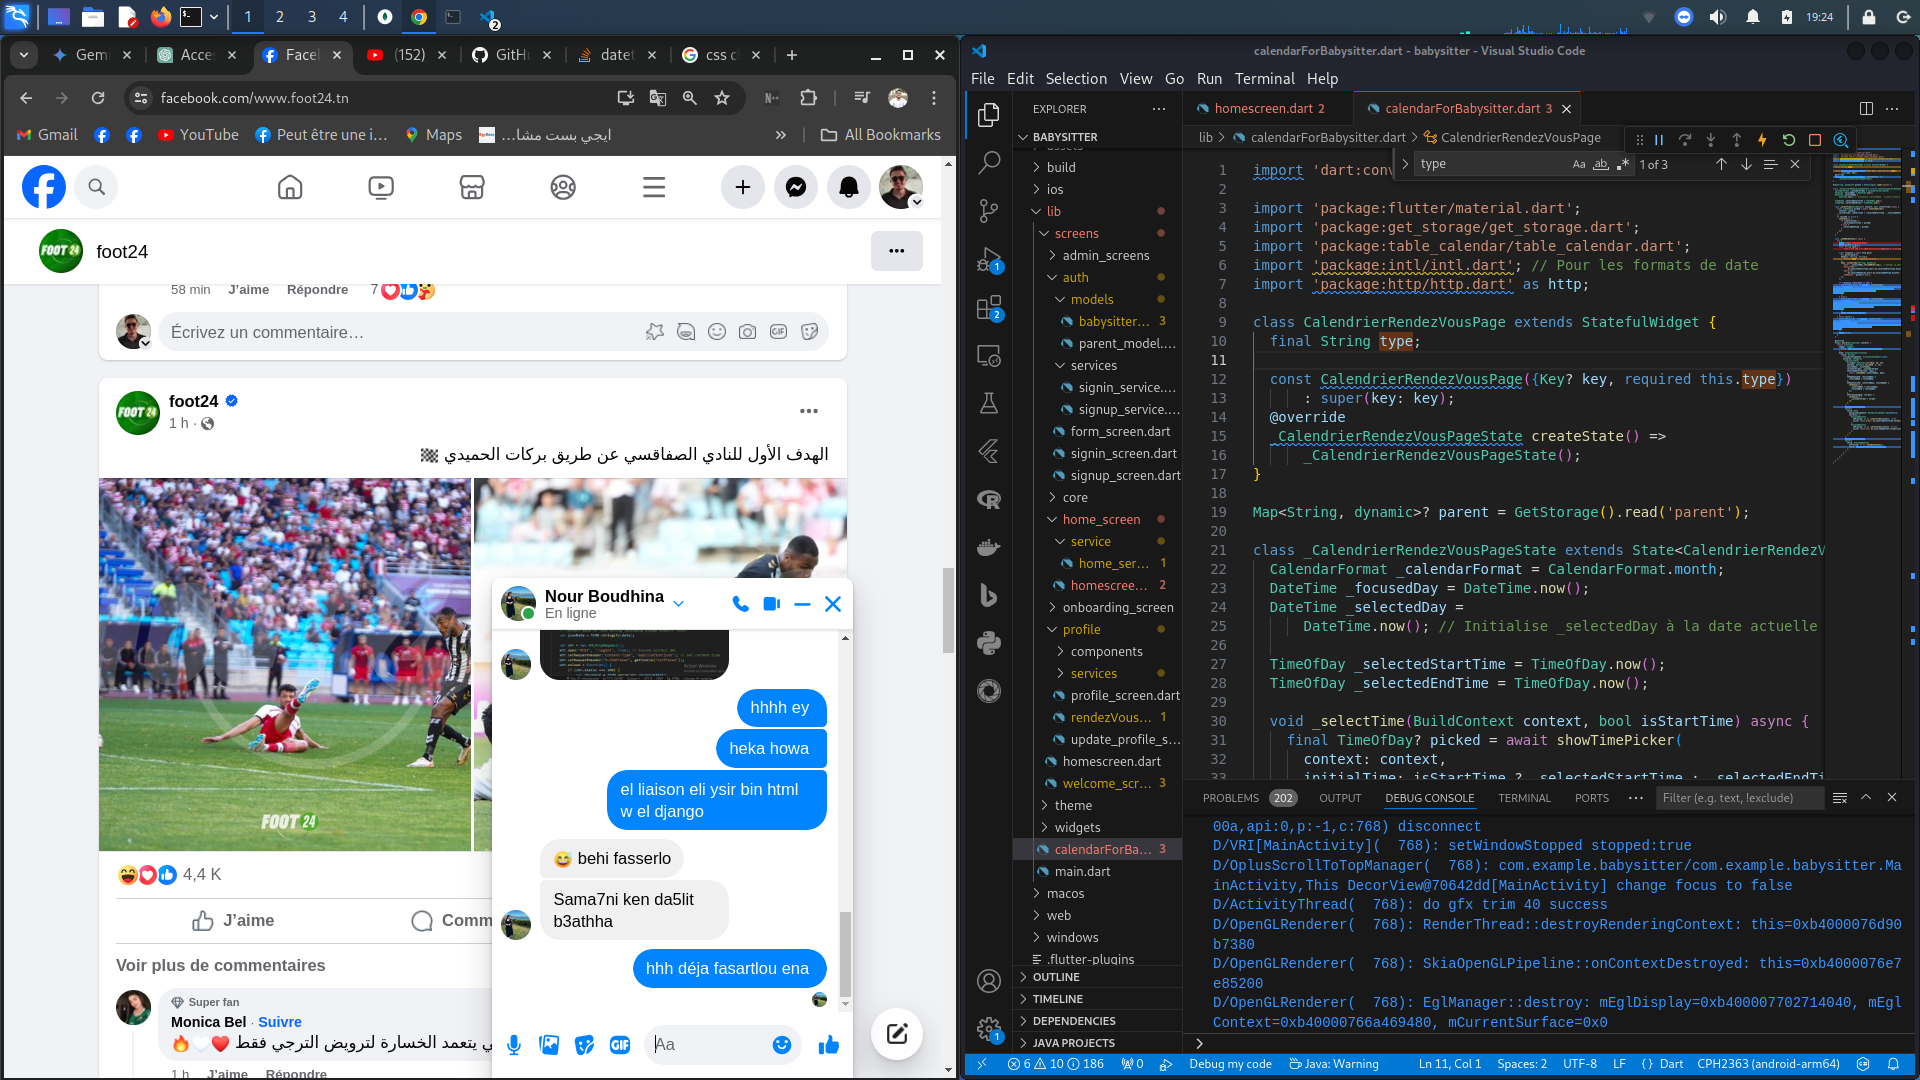 1
2
3
4
2
19:24
Gemi
Acces
Facel
(152)
GitHu
datet
css cl
facebook.com/www.foot24.tn
Gmail
YouTube
Peut être une i…
Maps
ايجي بست مشا…
All Bookmarks
foot24
58 min J'aime Répondre 7
Écrivez un commentaire…
foot24
1 h
الهدف الأول للنادي الصفاقسي عن طريق بركات الحميدي
FOOT 24
4,4 K
J'aime
Comm
Voir plus de commentaires
Super fan
Monica Bel · Suivre
ي يتعمد الخسارة لترويض الترجي فقط
1 h J'aime Répondre
Nour Boudhina
En ligne
hhhh ey
heka howa
el liaison eli ysir bin html
w el django
behi fasserlo
Sama7ni ken da5lit
b3athha
hhh déja fasartlou ena
GIF
Aa
calendarForBabysitter.dart - babysitter - Visual Studio Code
File Edit Selection View Go Run Terminal Help
EXPLORER
BABYSITTER
assets
build
ios
lib
screens
admin_screens
auth
models
babysitter... 3
parent_model....
services
signin_service....
signup_service....
form_screen.dart
signin_screen.dart
signup_screen.dart
core
home_screen
service
home_ser... 1
homescree... 2
onboarding_screen
profile
components
services
profile_screen.dart
rendezVous... 1
update_profile_s...
homescreen.dart
welcome_scr... 3
theme
widgets
calendarForBa... 3
main.dart
macos
web
windows
.flutter-plugins
OUTLINE
TIMELINE
DEPENDENCIES
JAVA PROJECTS
homescreen.dart 2
calendarForBabysitter.dart 3
lib > calendarForBabysitter.dart > CalendrierRendezVousPage
type
Aa
ab
1 of 3
1 import 'dart:conv
2
3 import 'package:flutter/material.dart';
4 import 'package:get_storage/get_storage.dart';
5 import 'package:table_calendar/table_calendar.dart';
6 import 'package:intl/intl.dart'; // Pour les formats de date
7 import 'package:http/http.dart' as http;
8
9 class CalendrierRendezVousPage extends StatefulWidget {
10 final String type;
11
12 const CalendrierRendezVousPage({Key? key, required this.type})
13 : super(key: key);
14 @override
15 _CalendrierRendezVousPageState createState() =>
16 _CalendrierRendezVousPageState();
17 }
18
19 Map<String, dynamic>? parent = GetStorage().read('parent');
20
21 class _CalendrierRendezVousPageState extends State<CalendrierRendezV
22 CalendarFormat _calendarFormat = CalendarFormat.month;
23 DateTime _focusedDay = DateTime.now();
24 DateTime _selectedDay =
25 DateTime.now(); // Initialise _selectedDay à la date actuelle
26
27 TimeOfDay _selectedStartTime = TimeOfDay.now();
28 TimeOfDay _selectedEndTime = TimeOfDay.now();
29
30 void _selectTime(BuildContext context, bool isStartTime) async {
31 final TimeOfDay? picked = await showTimePicker(
32 context: context,
33 initialTime: isStartTime ? _selectedStartTime : _selectedEndTi
PROBLEMS 202 OUTPUT DEBUG CONSOLE TERMINAL PORTS
Filter (e.g. text, !exclude)
00a,api:0,p:-1,c:768) disconnect
D/VRI[MainActivity]( 768): setWindowStopped stopped:true
D/OplusScrollToTopManager( 768): com.example.babysitter/com.example.babysitter.Ma
inActivity,This DecorView@70642dd[MainActivity] change focus to false
D/ActivityThread( 768): do gfx trim 40 success
D/OpenGLRenderer( 768): RenderThread::destroyRenderingContext: this=0xb4000076d90
b7380
D/OpenGLRenderer( 768): SkiaOpenGLPipeline::onContextDestroyed: this=0xb4000076e7
e85200
D/OpenGLRenderer( 768): EglManager::destroy: mEglDisplay=0xb400007702714040, mEgl
Context=0xb40000766a469480, mCurrentSurface=0x0
6 10 186 0 Debug my code Java: Warning Ln 11, Col 1 Spaces: 2 UTF-8 LF { } Dart CPH2363 (android-arm64)